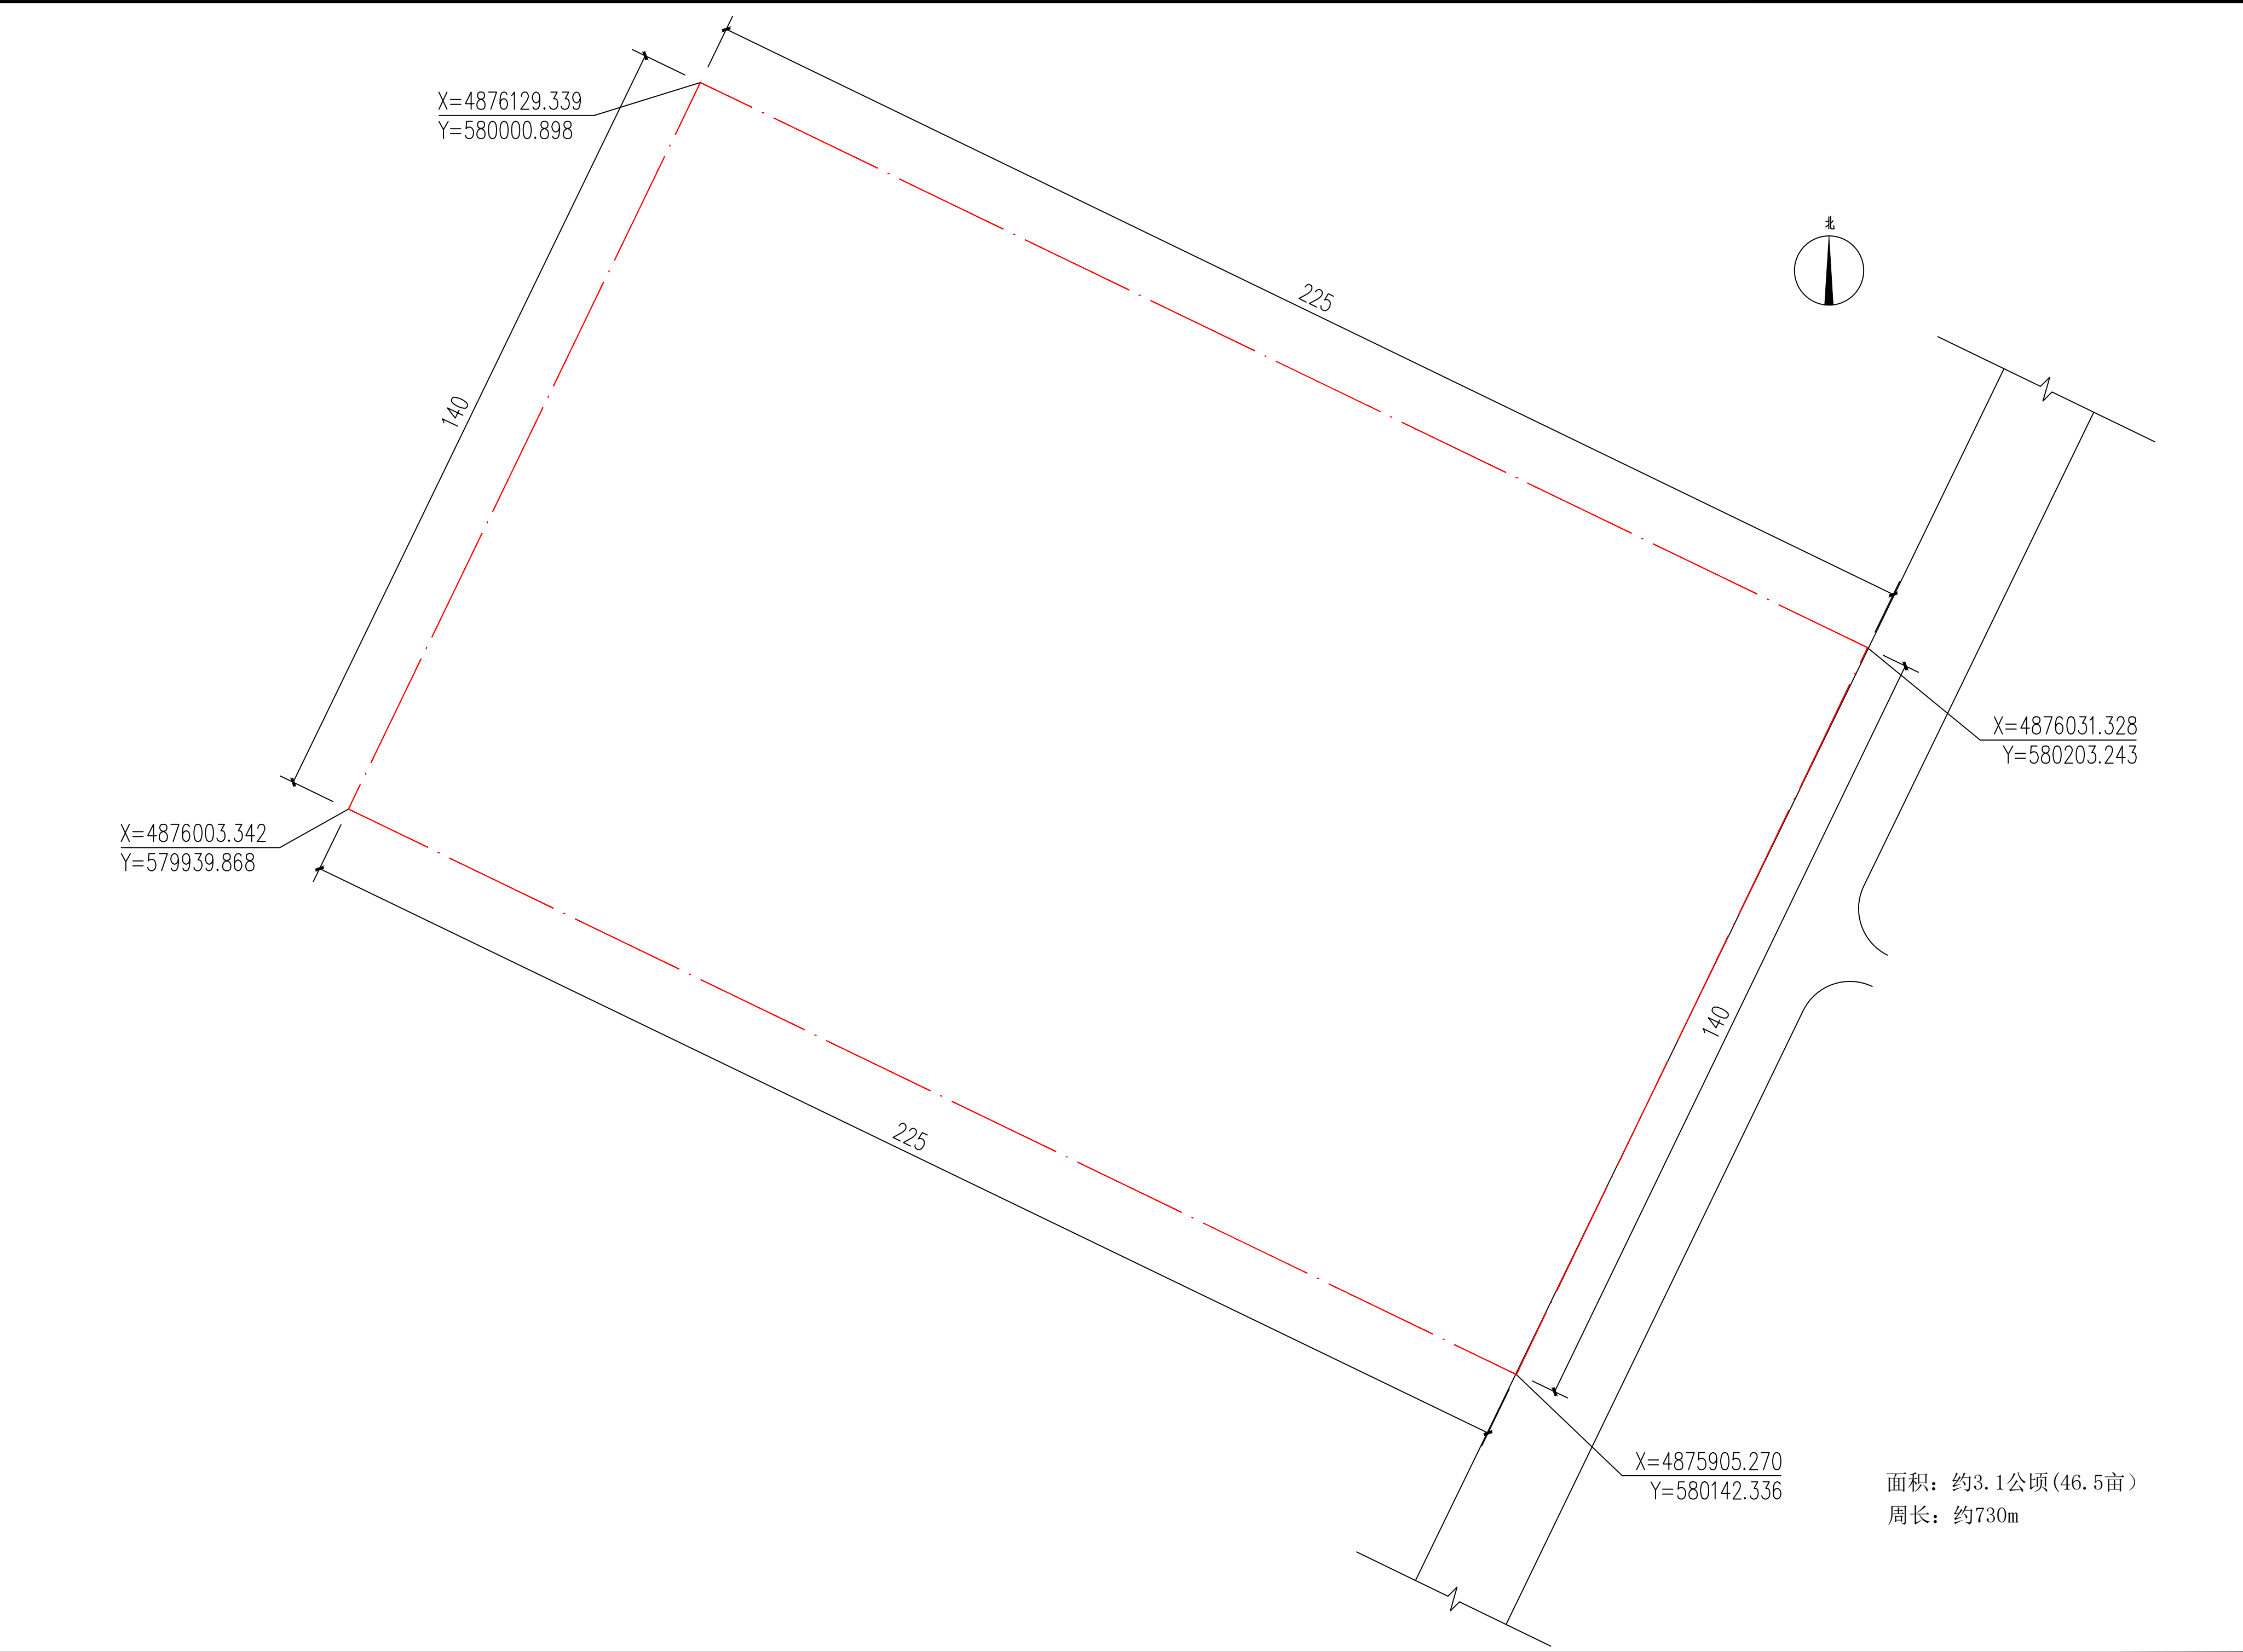 X=4876129.339
Y=580000.898
北
225
140
X=4876031.328
Y=580203.243
X=4876003.342
Y=579939.868
140
225
X=4875905.270
Y=580142.336
面积：约3.1公顷(46.5亩）
周长：约730m